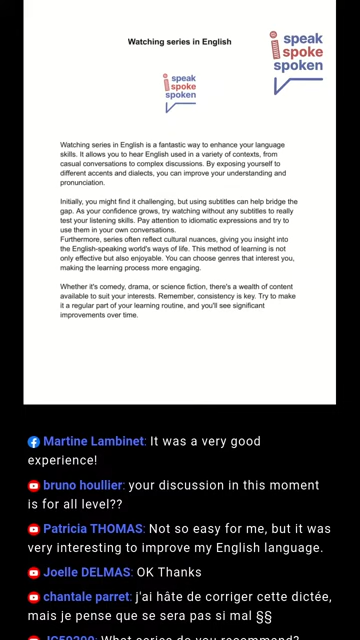 Watching series in English
i speak
spoke
spoken
i speak
spoke
spoken
Watching series in English is a fantastic way to enhance your language
skills. It allows you to hear English used in a variety of contexts, from
casual conversations to complex discussions. By exposing yourself to
different accents and dialects, you can improve your understanding and
pronunciation.
Initially, you might find it challenging, but using subtitles can help bridge the
gap. As your confidence grows, try watching without any subtitles to really
test your listening skills. Pay attention to idiomatic expressions and try to
use them in your own conversations.
Furthermore, series often reflect cultural nuances, giving you insight into
the English-speaking world's ways of life. This method of learning is not
only effective but also enjoyable. You can choose genres that interest you,
making the learning process more engaging.
Whether it's comedy, drama, or science fiction, there's a wealth of content
available to suit your interests. Remember, consistency is key. Try to make
it a regular part of your learning routine, and you'll see significant
improvements over time.
Martine Lambinet: It was a very good
experience!
bruno houllier: your discussion in this moment
is for all level??
Patricia THOMAS: Not so easy for me, but it was
very interesting to improve my English language.
Joelle DELMAS: OK Thanks
chantale parret: j'ai hâte de corriger cette dictée,
mais je pense que se sera pas si mal §§
What series do you recommend?